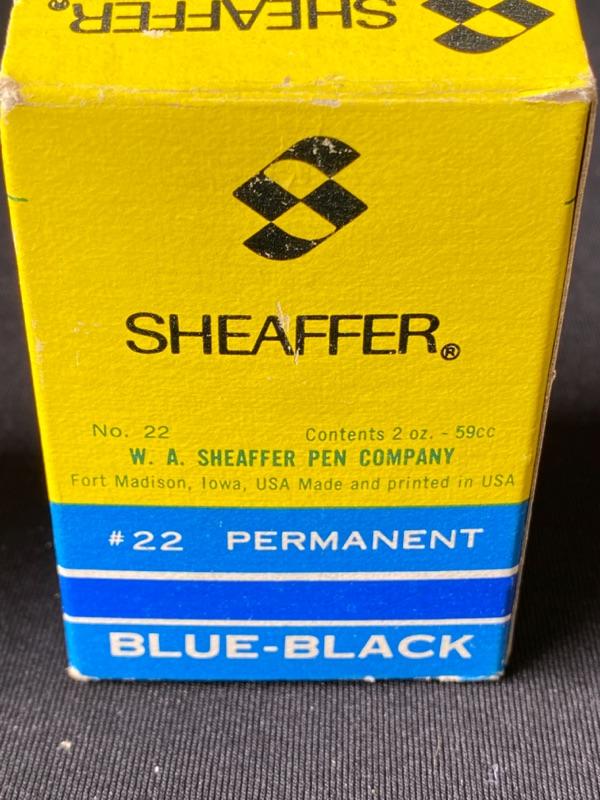 SHEAFFER®
SHEAFFER®
No. 22 Contents 2 oz. - 59cc
W. A. SHEAFFER PEN COMPANY
Fort Madison, Iowa, USA Made and printed in USA
#22 PERMANENT
BLUE-BLACK